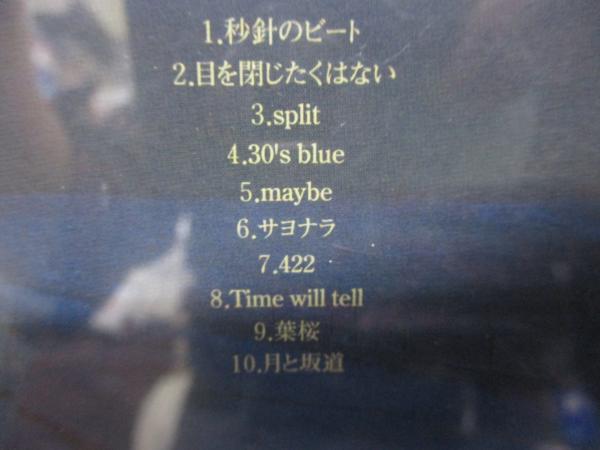 1.秒針のビート
2.目を閉じたくはない
3.split
4.30's blue
5.maybe
6.サヨナラ
7.422
8.Time will tell
9.葉桜
10.月と坂道